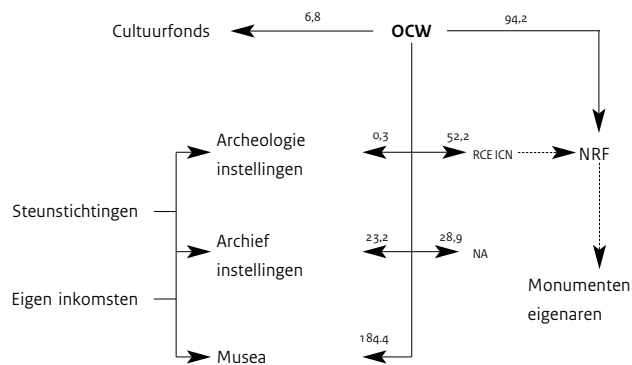 Cultuurfonds 6,8 OCW 94,2
Archeologie instellingen 0,3 52,2 RCE ICN NRF
Steunstichtingen
Archief instellingen 23,2 28,9 NA
Eigen inkomsten
Monumenten eigenaren
Musea 184.4